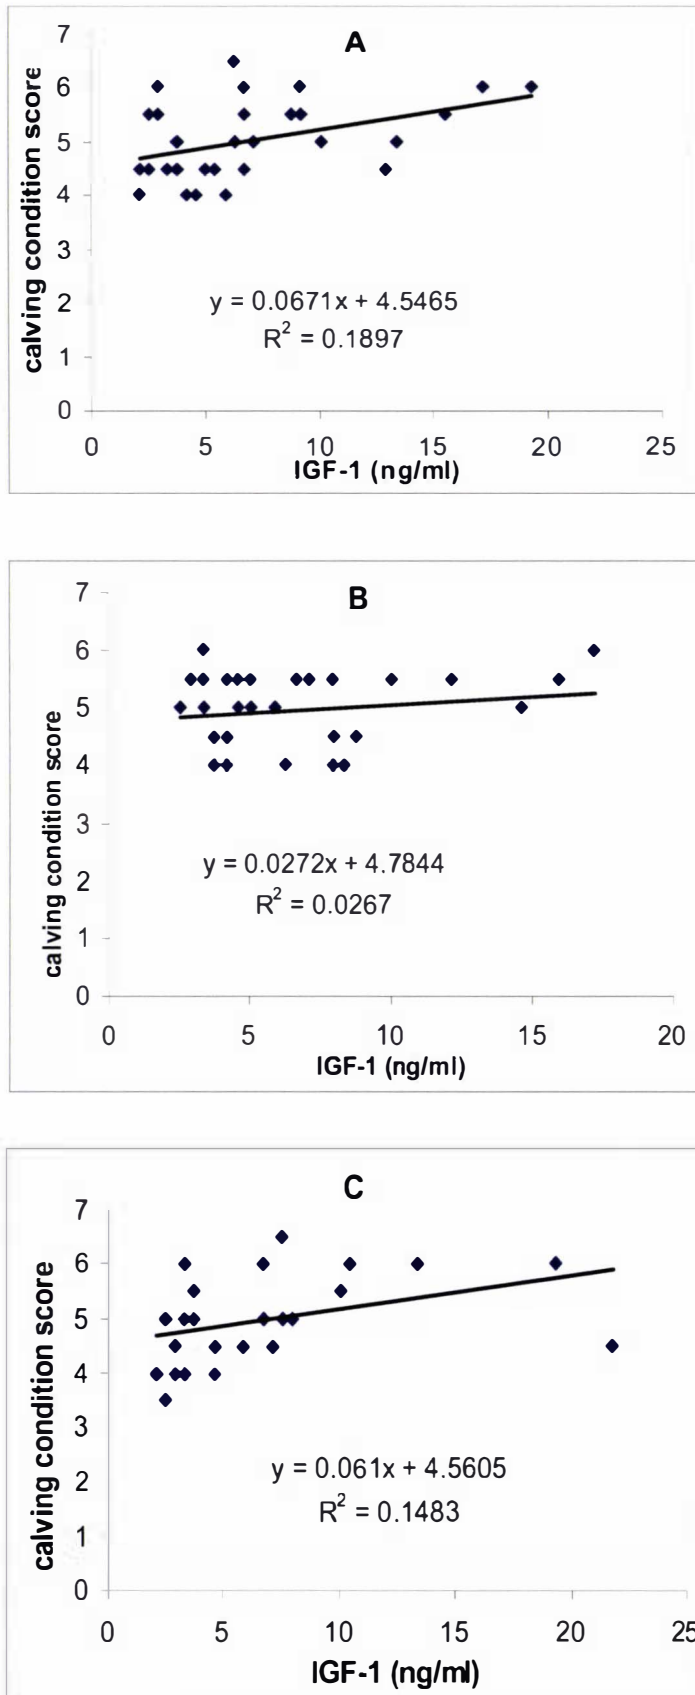 A
7
6
5
4
3
2
1
0
calving condition score
y = 0.0671x + 4.5465
R² = 0.1897
0 5 10 15 20 25
IGF-1 (ng/ml)
B
7
6
5
4
3
2
1
0
calving condition score
y = 0.0272x + 4.7844
R² = 0.0267
0 5 10 15 20
IGF-1 (ng/ml)
C
7
6
5
4
3
2
1
0
calving condition score
y = 0.061x + 4.5605
R² = 0.1483
0 5 10 15 20 25
IGF-1 (ng/ml)